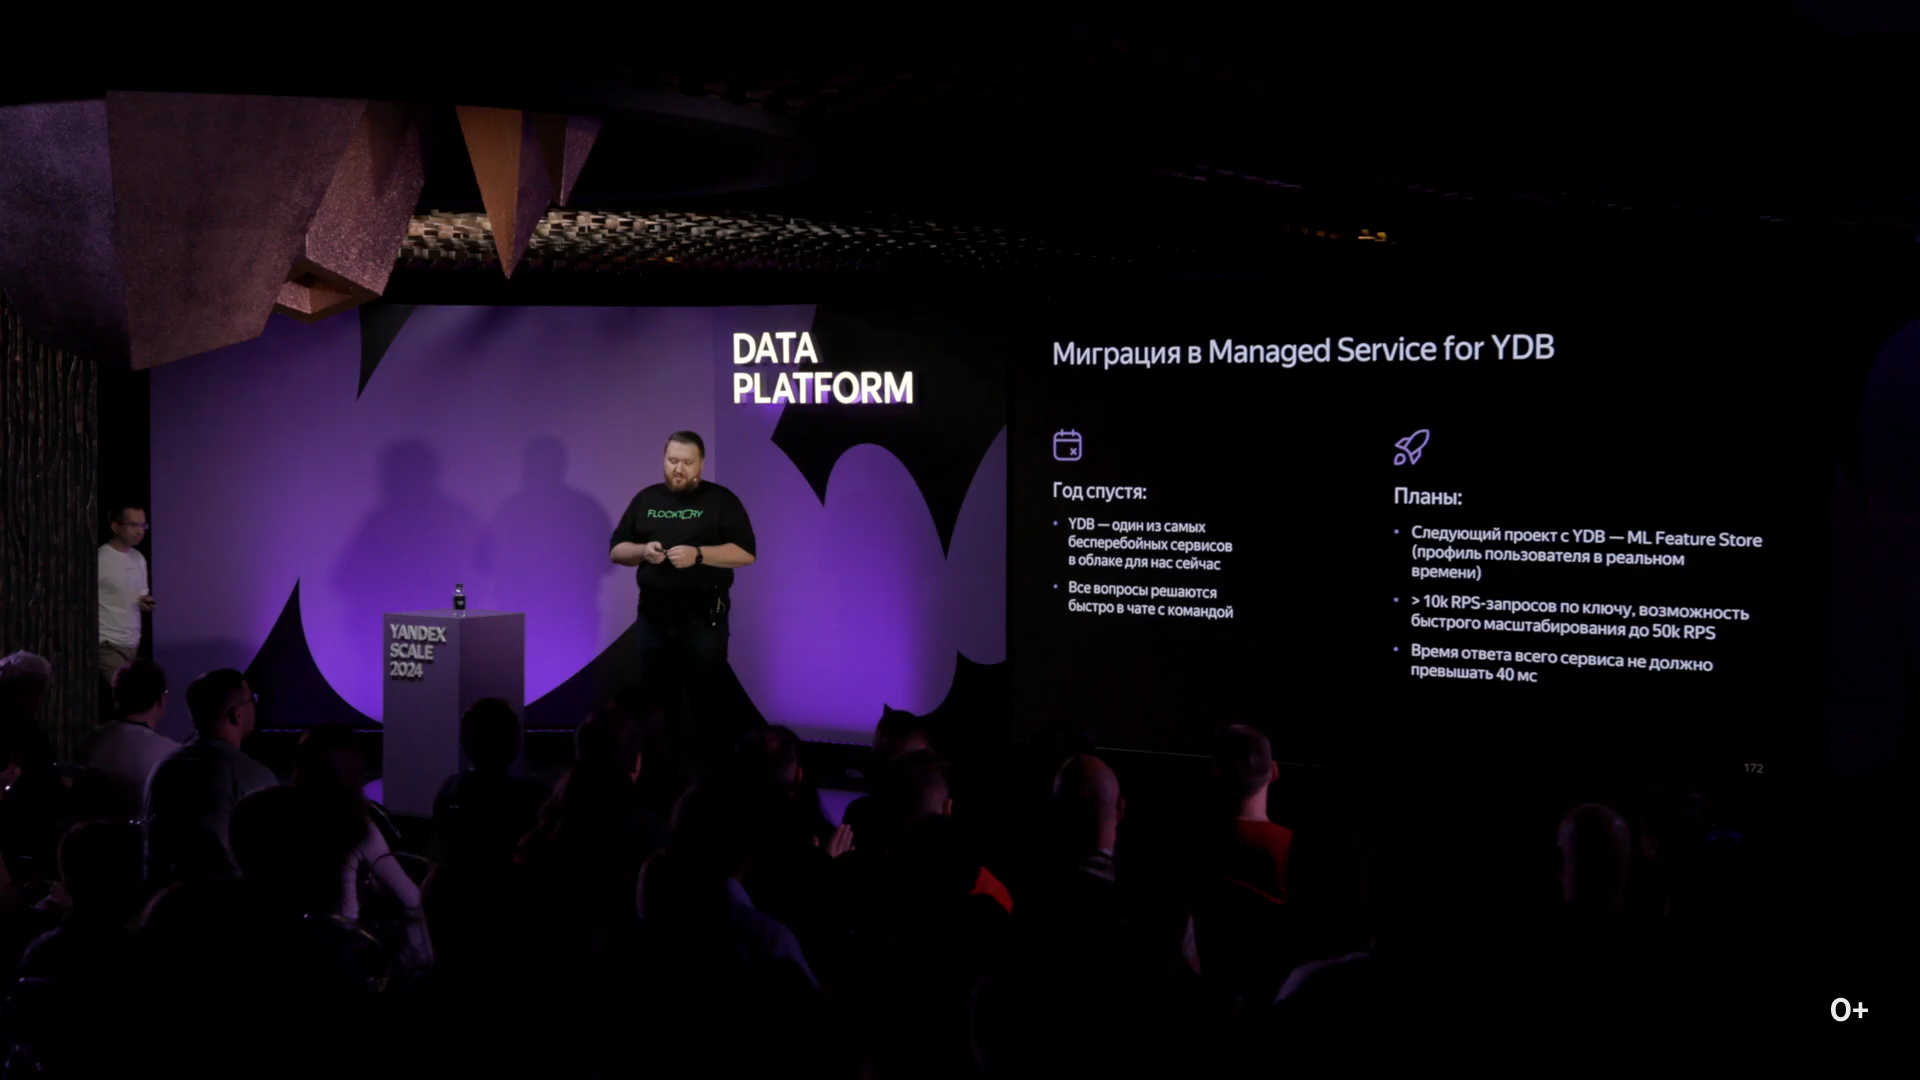 DATA
PLATFORM
FLOCKTORY
YANDEX
SCALE
2024
Миграция в Managed Service for YDB
Год спустя:
• YDB — один из самых
бесперебойных сервисов
в облаке для нас сейчас
• Все вопросы решаются
быстро в чате с командой
Планы:
• Следующий проект с YDB — ML Feature Store
(профиль пользователя в реальном
времени)
• > 10k RPS-запросов по ключу, возможность
быстрого масштабирования до 50k RPS
• Время ответа всего сервиса не должно
превышать 40 мс
172
0+